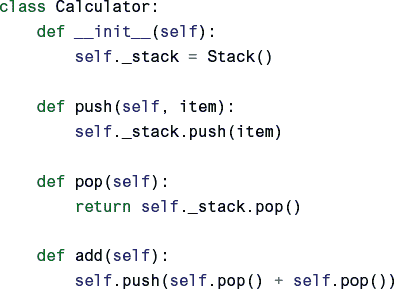 class Calculator:
    def __init__(self):
        self._stack = Stack()

    def push(self, item):
        self._stack.push(item)

    def pop(self):
        return self._stack.pop()

    def add(self):
        self.push(self.pop() + self.pop())